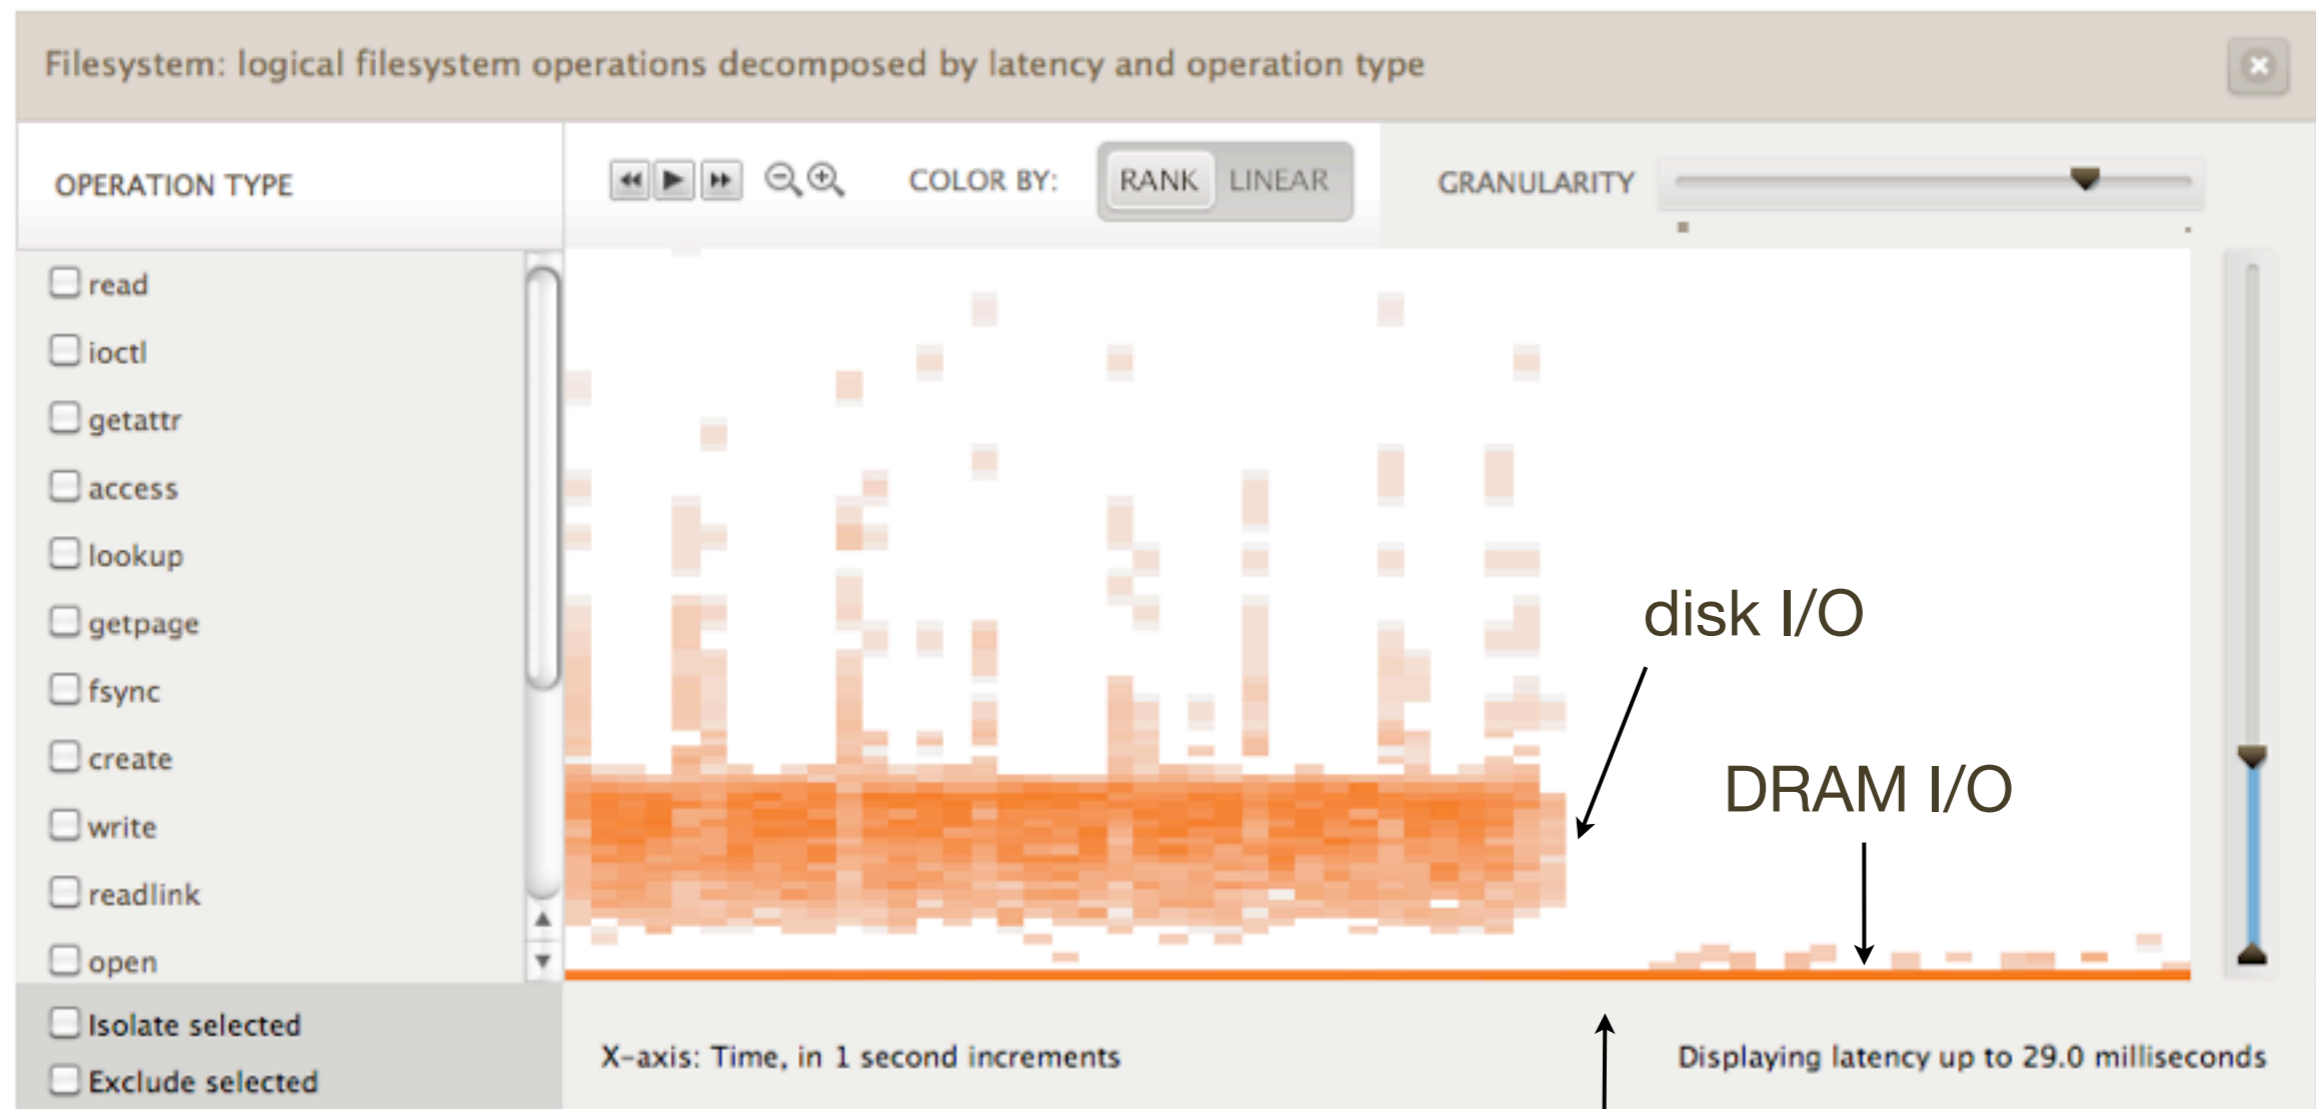 Filesystem: logical filesystem operations decomposed by latency and operation type
OPERATION TYPE
COLOR BY:
RANK
LINEAR
GRANULARITY
read
ioctl
getattr
access
lookup
getpage
fsync
create
write
readlink
open
disk I/O
DRAM I/O
Isolate selected
Exclude selected
X-axis: Time, in 1 second increments
Displaying latency up to 29.0 milliseconds